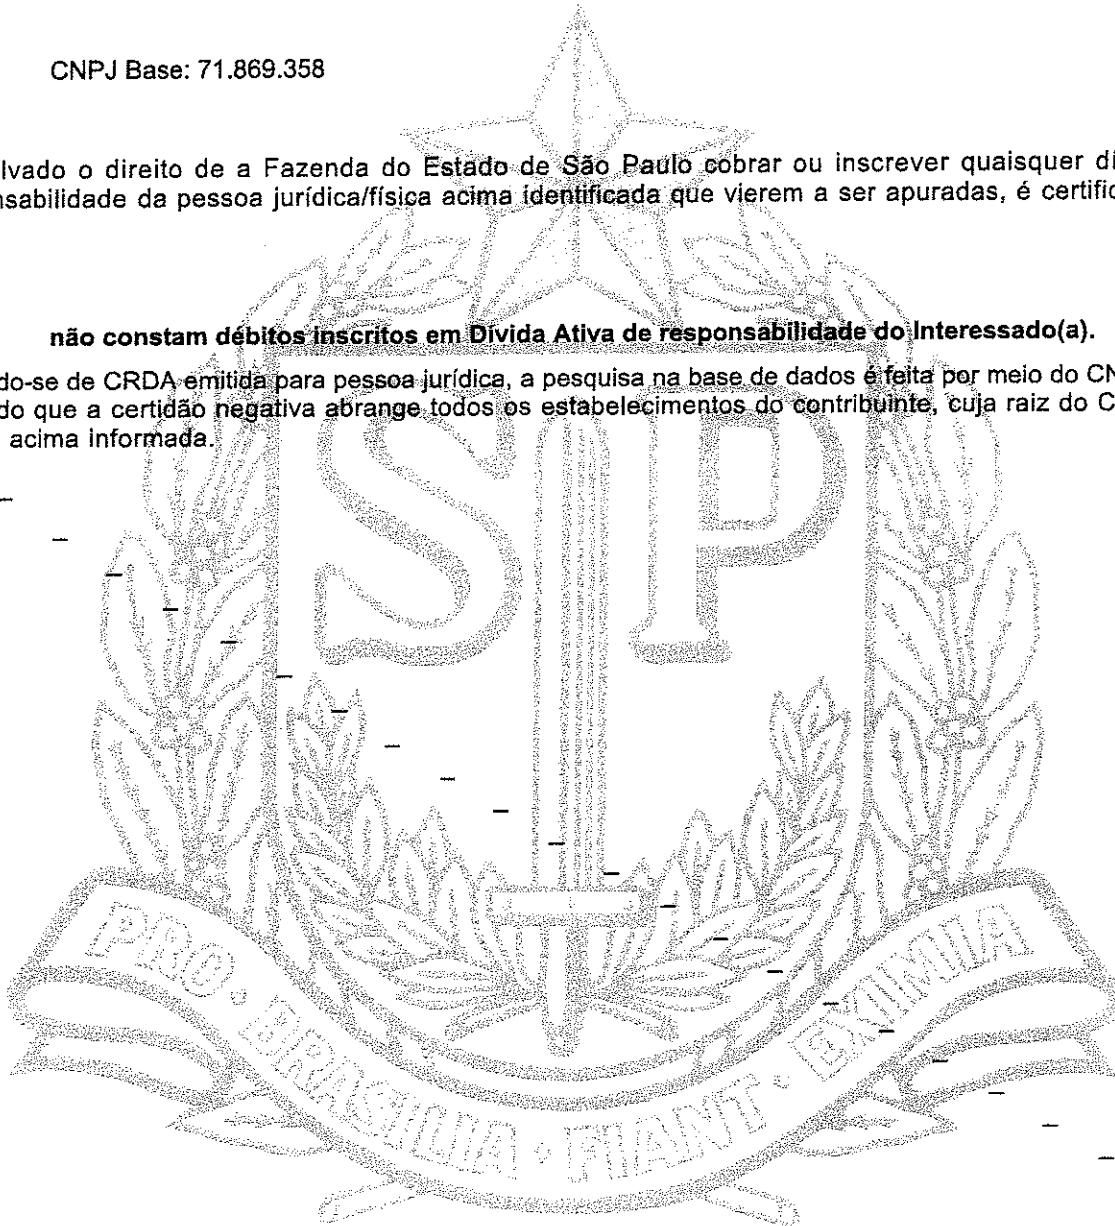 CNPJ Base: 71.869.358
lvado o direito de a Fazenda do Estado de São Paulo cobrar ou inscrever quaisquer dí
nsabilidade da pessoa jurídica/física acima identificada que vierem a ser apuradas, é certific
não constam débitos inscritos em Dívida Ativa de responsabilidade do Interessado(a).
do-se de CRDA emitida para pessoa jurídica, a pesquisa na base de dados é feita por meio do CN
do que a certidão negativa abrange todos os estabelecimentos do contribuinte, cuja raiz do C
acima informada.
SP
PRO · BRASILIA · FIANT · EXIMIA